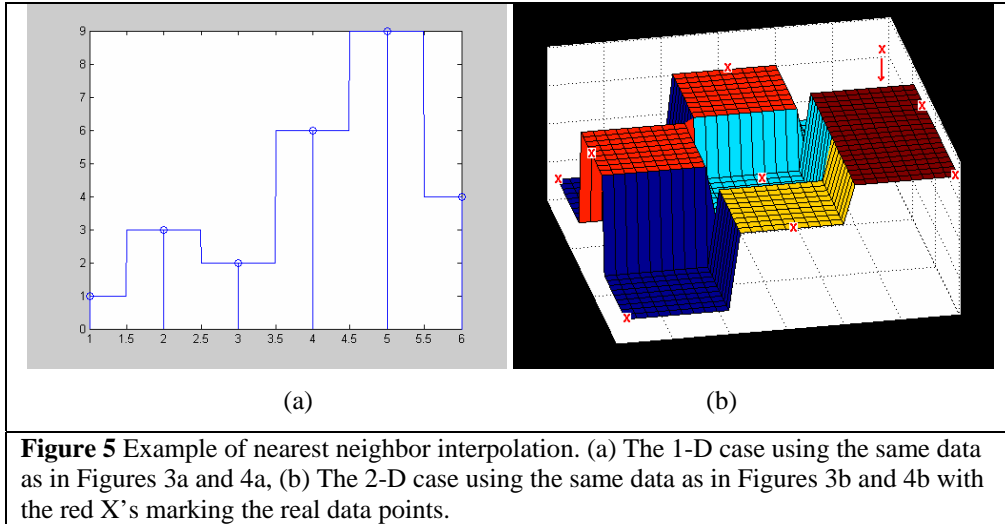 9
8
7
6
5
4
3
2
1
0
1 1.5 2 2.5 3 3.5 4 4.5 5 5.5 6
x
x
x
x
x
x
x
x
x
(a) (b)
Figure 5 Example of nearest neighbor interpolation. (a) The 1-D case using the same data
as in Figures 3a and 4a, (b) The 2-D case using the same data as in Figures 3b and 4b with
the red X’s marking the real data points.